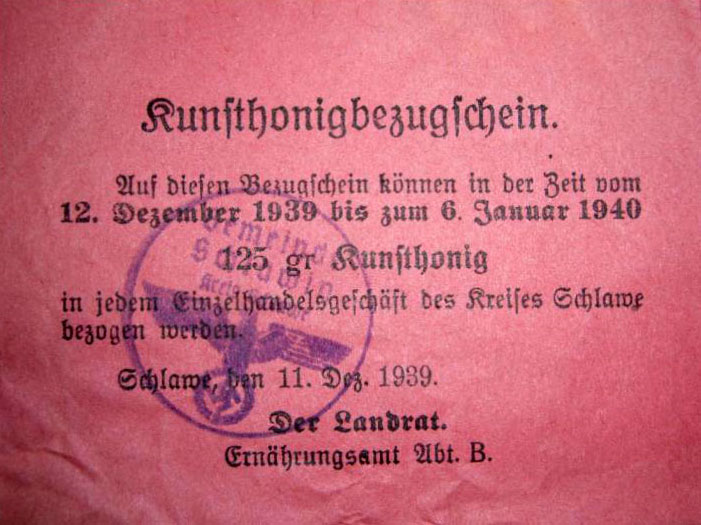 Kunsthonigbezugschein.
Auf diesen Bezugschein können in der Zeit vom
12. Dezember 1939 bis zum 6. Januar 1940
125 gr Kunsthonig
in jedem Einzelhandelsgeschäft des Kreises Schlawe
bezogen werden.
Schlawe, den 11. Dez. 1939.
Der Landrat.
Ernährungsamt Abt. B.
Gemeinde